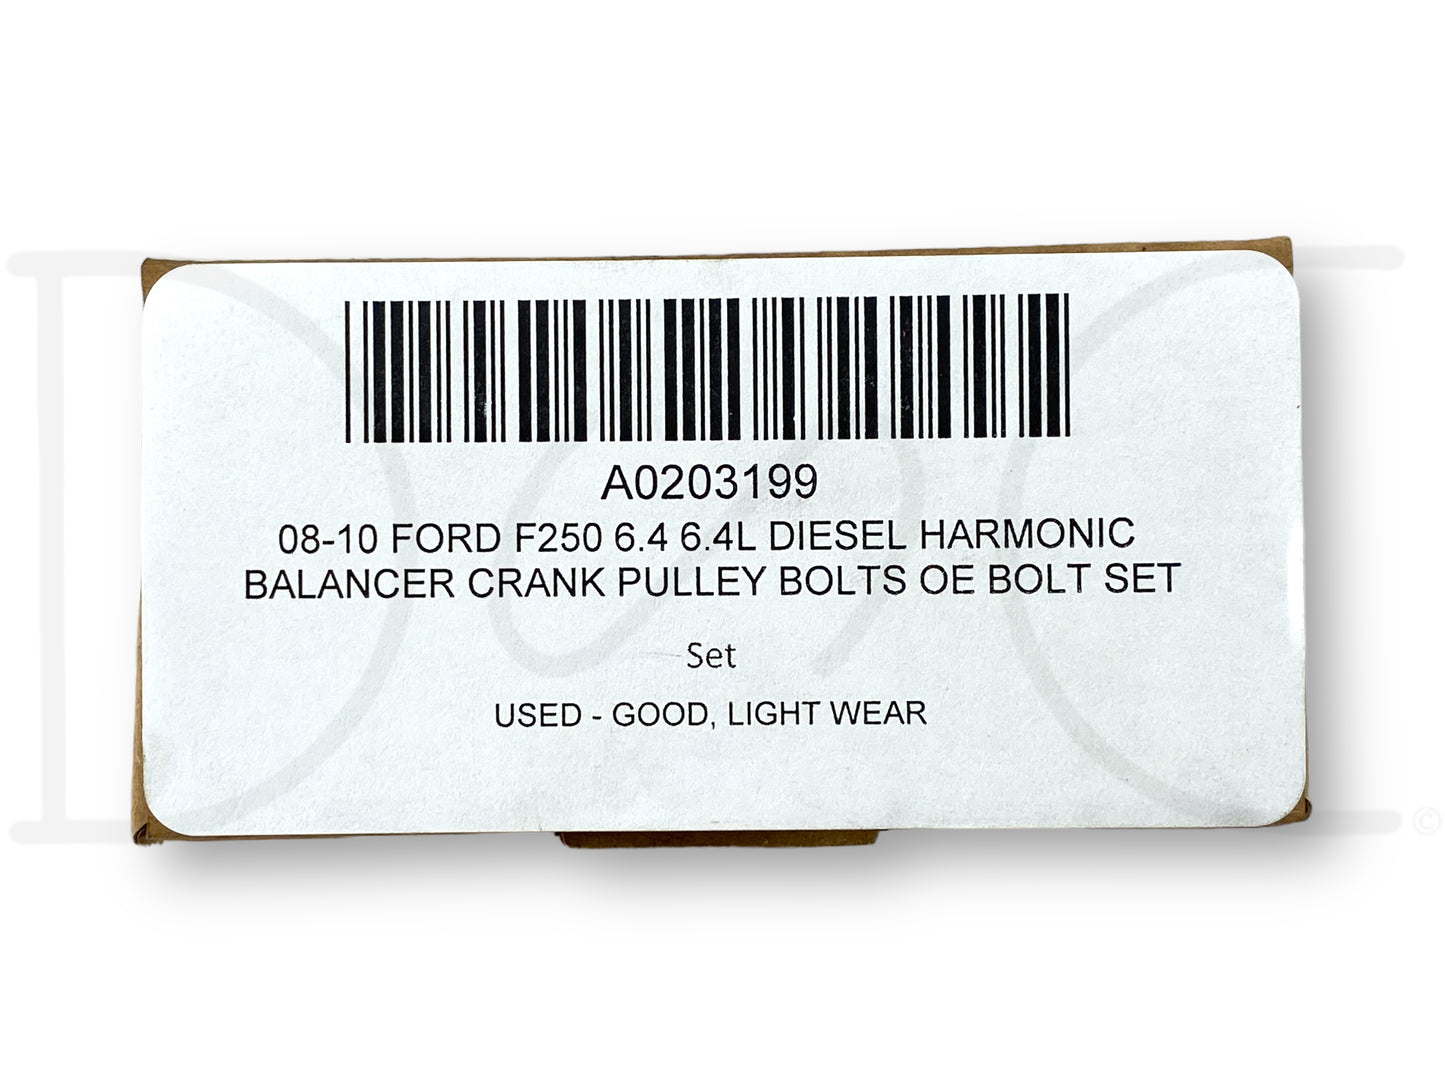 A0203199
08-10 FORD F250 6.4 6.4L DIESEL HARMONIC
BALANCER CRANK PULLEY BOLTS OE BOLT SET
Set
USED - GOOD, LIGHT WEAR
©